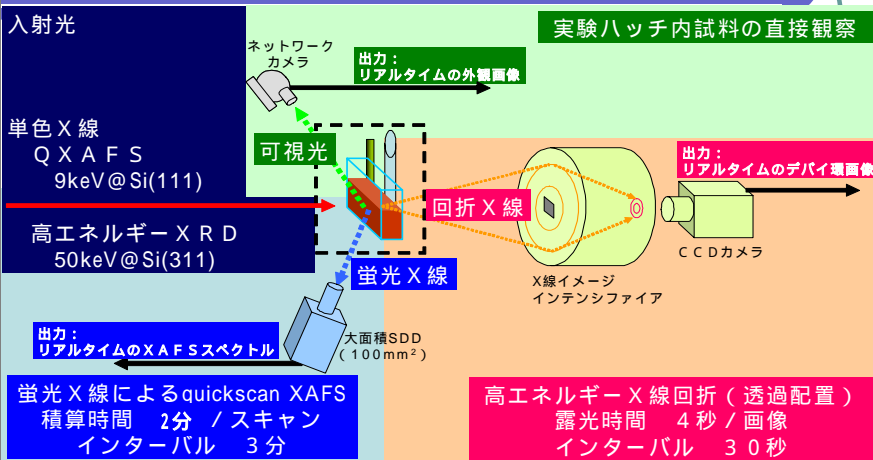 入射光
単色X線
QXAFS
9keV@Si(111)
高エネルギーXRD
50keV@Si(311)
ネットワーク
カメラ
出力：
リアルタイムの外観画像
実験ハッチ内試料の直接観察
可視光
回折X線
出力：
リアルタイムのデバイ環画像
CCDカメラ
X線イメージ
インテンシファイア
蛍光X線
大面積SDD
（100mm²）
出力：
リアルタイムのXAFSスペクトル
蛍光X線によるquickscan XAFS
積算時間 2分 /スキャン
インターバル 3分
高エネルギーX線回折（透過配置）
露光時間 4秒/画像
インターバル 30秒